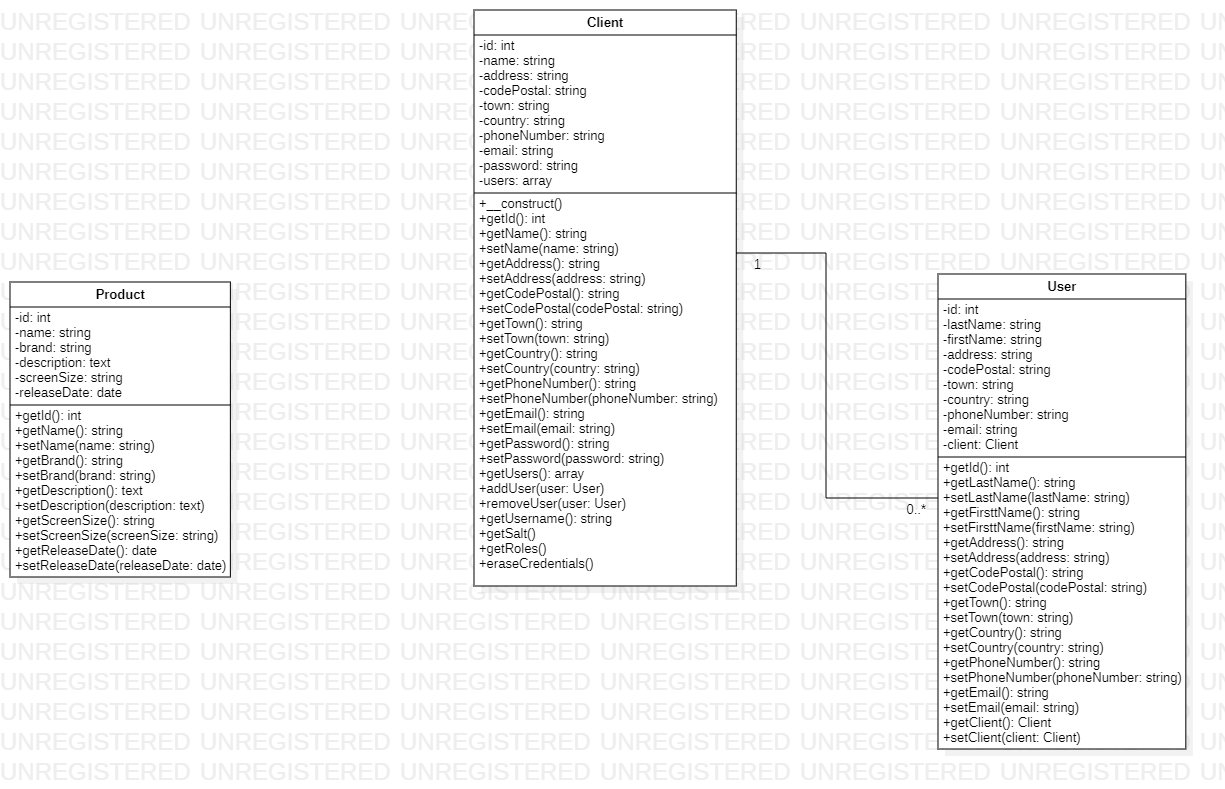 Client
-id: int
-name: string
-address: string
-codePostal: string
-town: string
-country: string
-phoneNumber: string
-email: string
-password: string
-users: array
+__construct()
+getId(): int
+getName(): string
+setName(name: string)
+getAddress(): string
+setAddress(address: string)
+getCodePostal(): string
+setCodePostal(codePostal: string)
+getTown(): string
+setTown(town: string)
+getCountry(): string
+setCountry(country: string)
+getPhoneNumber(): string
+setPhoneNumber(phoneNumber: string)
+getEmail(): string
+setEmail(email: string)
+getPassword(): string
+setPassword(password: string)
+getUsers(): array
+addUser(user: User)
+removeUser(user: User)
+getUsername(): string
+getSalt()
+getRoles()
+eraseCredentials()
1
0..*
Product
-id: int
-name: string
-brand: string
-description: text
-screenSize: string
-releaseDate: date
+getId(): int
+getName(): string
+setName(name: string)
+getBrand(): string
+setBrand(brand: string)
+getDescription(): text
+setDescription(description: text)
+getScreenSize(): string
+setScreenSize(screenSize: string)
+getReleaseDate(): date
+setReleaseDate(releaseDate: date)
User
-id: int
-lastName: string
-firstName: string
-address: string
-codePostal: string
-town: string
-country: string
-phoneNumber: string
-email: string
-client: Client
+getId(): int
+getLastName(): string
+setLastName(lastName: string)
+getFirsttName(): string
+setFirsttName(firstName: string)
+getAddress(): string
+setAddress(address: string)
+getCodePostal(): string
+setCodePostal(codePostal: string)
+getTown(): string
+setTown(town: string)
+getCountry(): string
+setCountry(country: string)
+getPhoneNumber(): string
+setPhoneNumber(phoneNumber: string)
+getEmail(): string
+setEmail(email: string)
+getClient(): Client
+setClient(client: Client)
UNREGISTERED UNREGISTERED UNREGISTERED UNREGISTERED UNREGISTERED UNREGISTERED